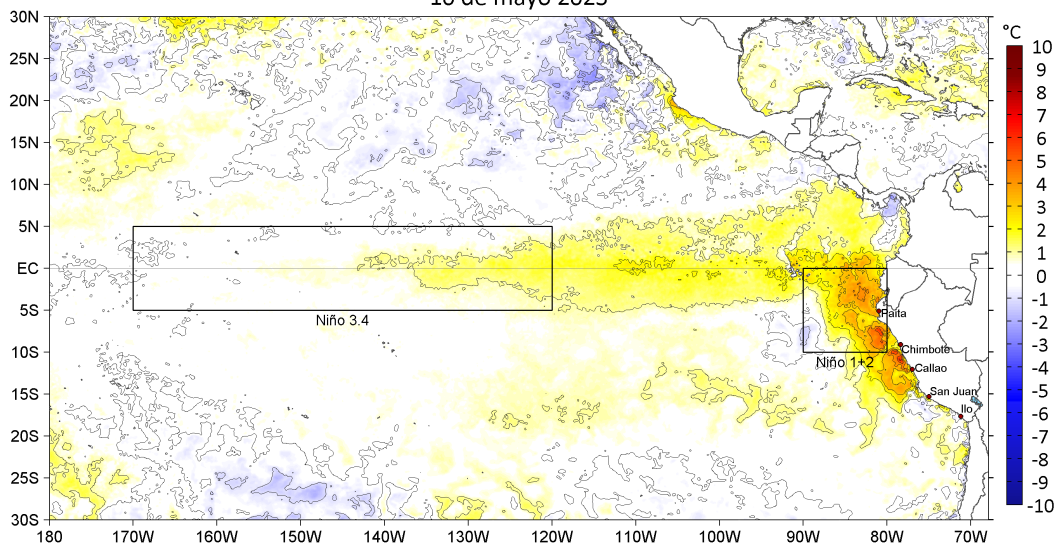 de mayo
30N
25N
20N
15N
10N
5N
EC
5S
10S
15S
20S
25S
30S
180
170W
160W
150W
140W
130W
120W
110W
100W
90W
80W
70W
Niño 3.4
Niño 1+2
Paita
Chimbote
Callao
San Juan
Ilo
°C
10
9
8
7
6
5
4
3
2
1
0
-1
-2
-3
-4
-5
-6
-7
-8
-9
-10